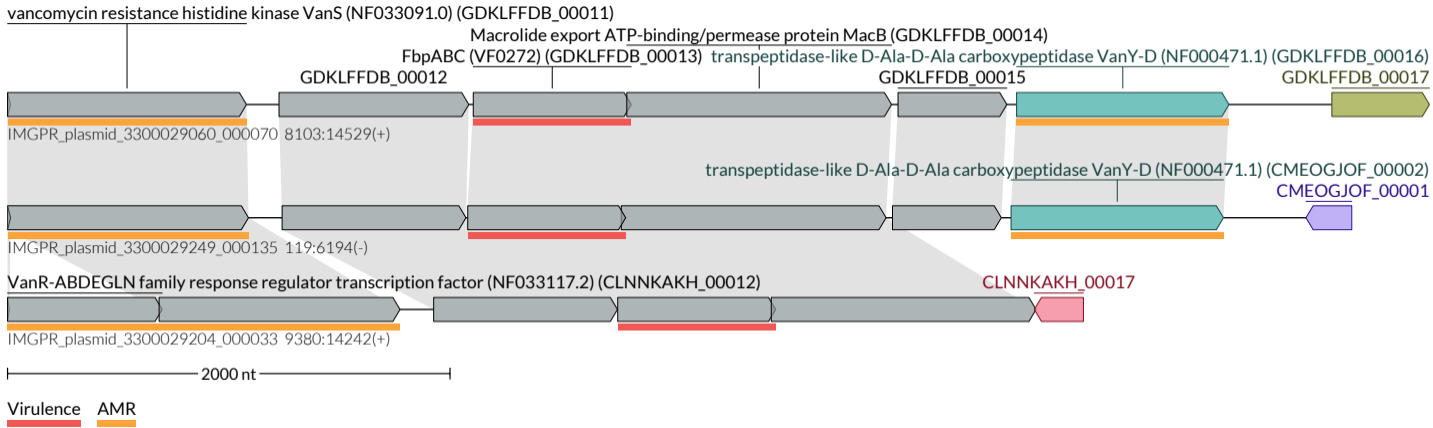 vancomycin resistance histidine kinase VanS (NF033091.0) (GDKLFFDB_00011)
Macrolide export ATP-binding/permease protein MacB (GDKLFFDB_00014)
FbpABC (VF0272) (GDKLFFDB_00013) transpeptidase-like D-Ala-D-Ala carboxypeptidase VanY-D (NF000471.1) (GDKLFFDB_00016)
GDKLFFDB_00012 GDKLFFDB_00015 GDKLFFDB_00017
IMGPR_plasmid_3300029060_000070 8103:14529(+)
transpeptidase-like D-Ala-D-Ala carboxypeptidase VanY-D (NF000471.1) (CMEOGJOF_00002)
CMEOGJOF_00001
IMGPR_plasmid_3300029249_000135 119:6194(-)
VanR-ABDEGLN family response regulator transcription factor (NF033117.2) (CLNNKAKH_00012) CLNNKAKH_00017
IMGPR_plasmid_3300029204_000033 9380:14242(+)
2000 nt
Virulence AMR